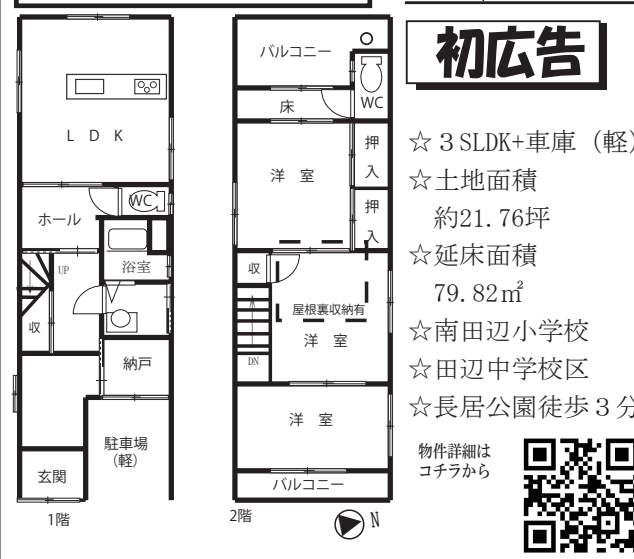 LDK
WC
ホール
UP
浴室
収
納戸
駐車場
(軽)
玄関
1階
バルコニー
WC
床
洋室
押入
押入
収
屋根裏収納有
洋室
DN
洋室
バルコニー
2階
N
初広告
☆3SLDK+車庫(軽)
☆土地面積
約21.76坪
☆延床面積
79.82㎡
☆南田辺小学校
☆田辺中学校区
☆長居公園徒歩3分
物件詳細は
コチラから